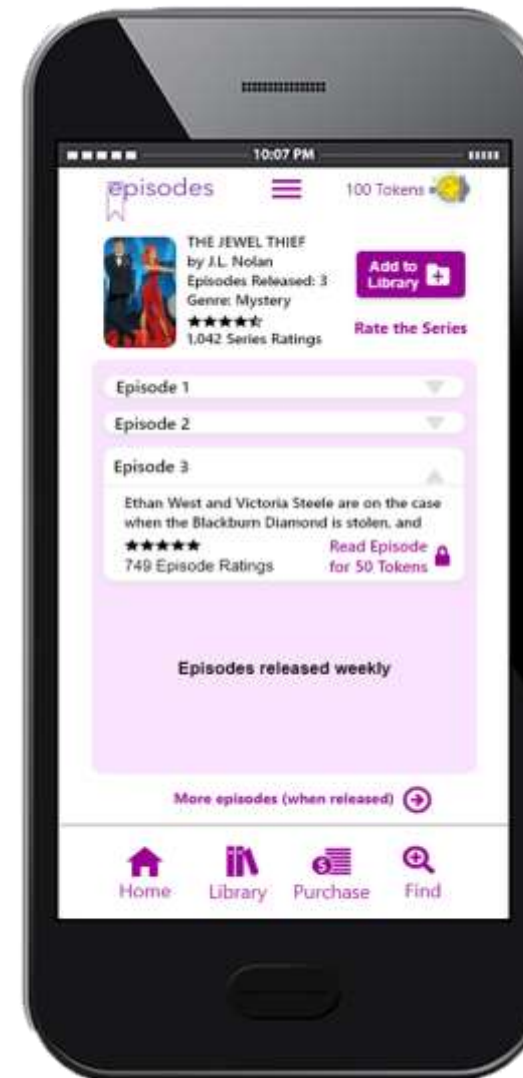 10:07 PM
episodes
100 Tokens
THE JEWEL THIEF
by J.L. Nolan
Episodes Released: 3
Genre: Mystery
1,042 Series Ratings
Add to
Library
Rate the Series
Episode 1
Episode 2
Episode 3
Ethan West and Victoria Steele are on the case
when the Blackburn Diamond is stolen, and
749 Episode Ratings
Read Episode
for 50 Tokens
Episodes released weekly
More episodes (when released)
Home
Library
Purchase
Find